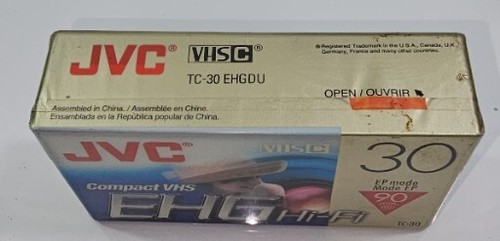 JVC®
VHS C®
TC-30 EHGDU
®Registered Trademark in the U.S.A., Canada, U.K.
Germany, France and many other countries.
OPEN / OUVRIR
Assembled in China. / Assemblée en Chine.
Ensamblada en la República popular de China.
JVC®
VHS C
30
Compact VHS
EP mode
Mode EP
90
EHG Hi-Fi
TC-30